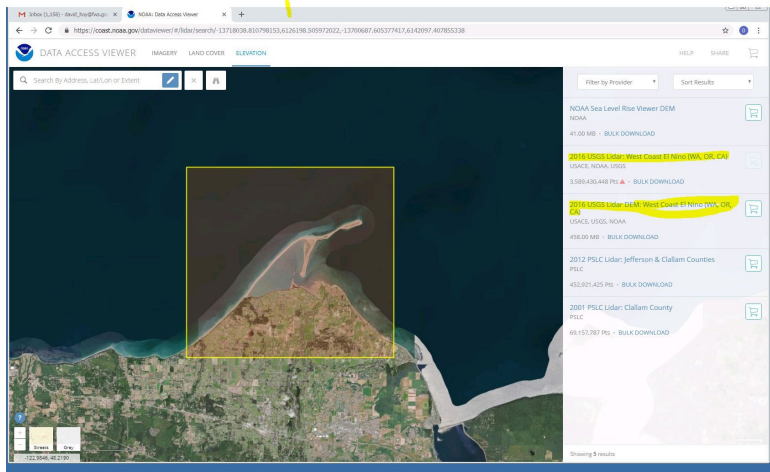 Inbox (1,156) - david_hoy@fws.go
NOAA: Data Access Viewer
https://coast.noaa.gov/dataviewer/#/lidar/search/-13718038.810798153,6126198.505972022,-13700687.605377417,6142097.407855338
DATA ACCESS VIEWER
IMAGERY
LAND COVER
ELEVATION
HELP
SHARE
Search By Address, Lat/Lon or Extent
Filter by Provider
Sort Results
NOAA Sea Level Rise Viewer DEM
NOAA
41.00 MB • BULK DOWNLOAD
2016 USGS Lidar: West Coast El Nino (WA, OR, CA)
USACE, NOAA, USGS
3,589,430,448 Pts • BULK DOWNLOAD
2016 USGS Lidar DEM: West Coast El Nino (WA, OR,
CA)
USACE, USGS, NOAA
458.00 MB • BULK DOWNLOAD
2012 PSLC Lidar: Jefferson & Clallam Counties
PSLC
452,921,425 Pts • BULK DOWNLOAD
2001 PSLC Lidar: Clallam County
PSLC
69,157,787 Pts • BULK DOWNLOAD
Showing 5 results
?
+
-
Streets
Grey
-122.9846, 48.2190